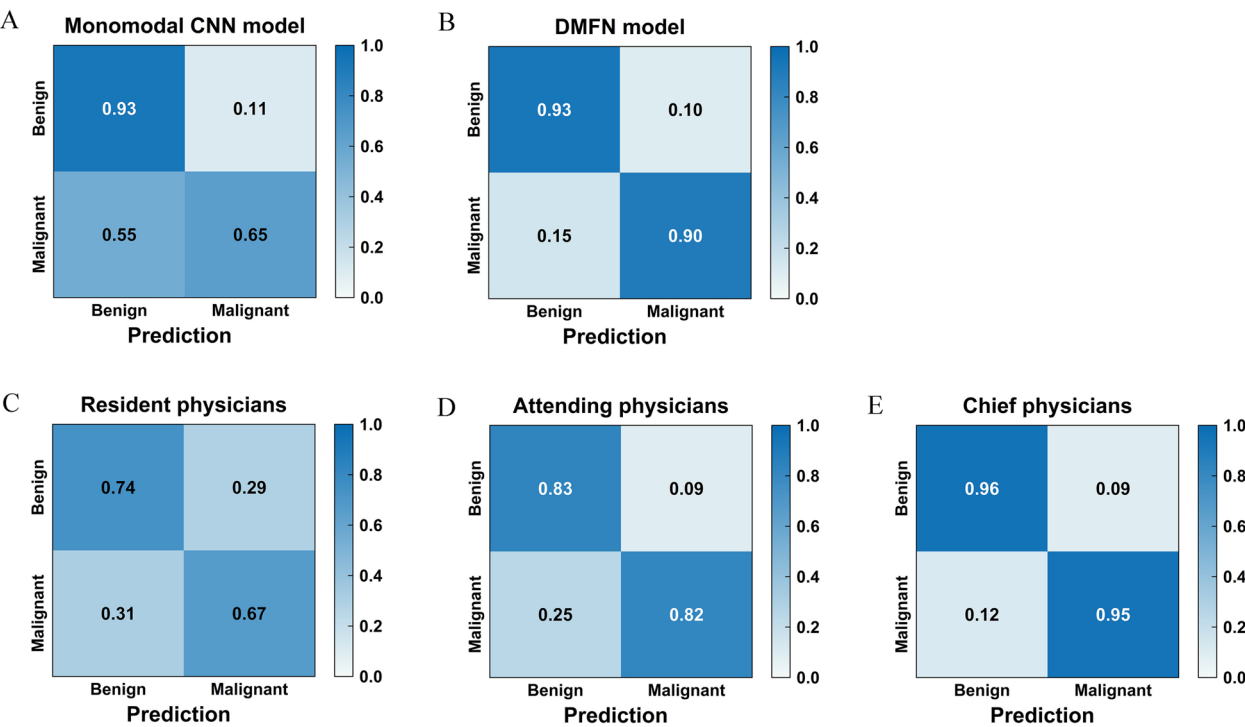 A
Monomodal CNN model
Benign
Malignant
0.93
0.11
0.55
0.65
Benign
Malignant
Prediction
1.0
0.8
0.6
0.4
0.2
0.0
B
DMFN model
Benign
Malignant
0.93
0.10
0.15
0.90
Benign
Malignant
Prediction
1.0
0.8
0.6
0.4
0.2
0.0
C
Resident physicians
Benign
Malignant
0.74
0.29
0.31
0.67
Benign
Malignant
Prediction
1.0
0.8
0.6
0.4
0.2
0.0
D
Attending physicians
Benign
Malignant
0.83
0.09
0.25
0.82
Benign
Malignant
Prediction
1.0
0.8
0.6
0.4
0.2
0.0
E
Chief physicians
Benign
Malignant
0.96
0.09
0.12
0.95
Benign
Malignant
Prediction
1.0
0.8
0.6
0.4
0.2
0.0